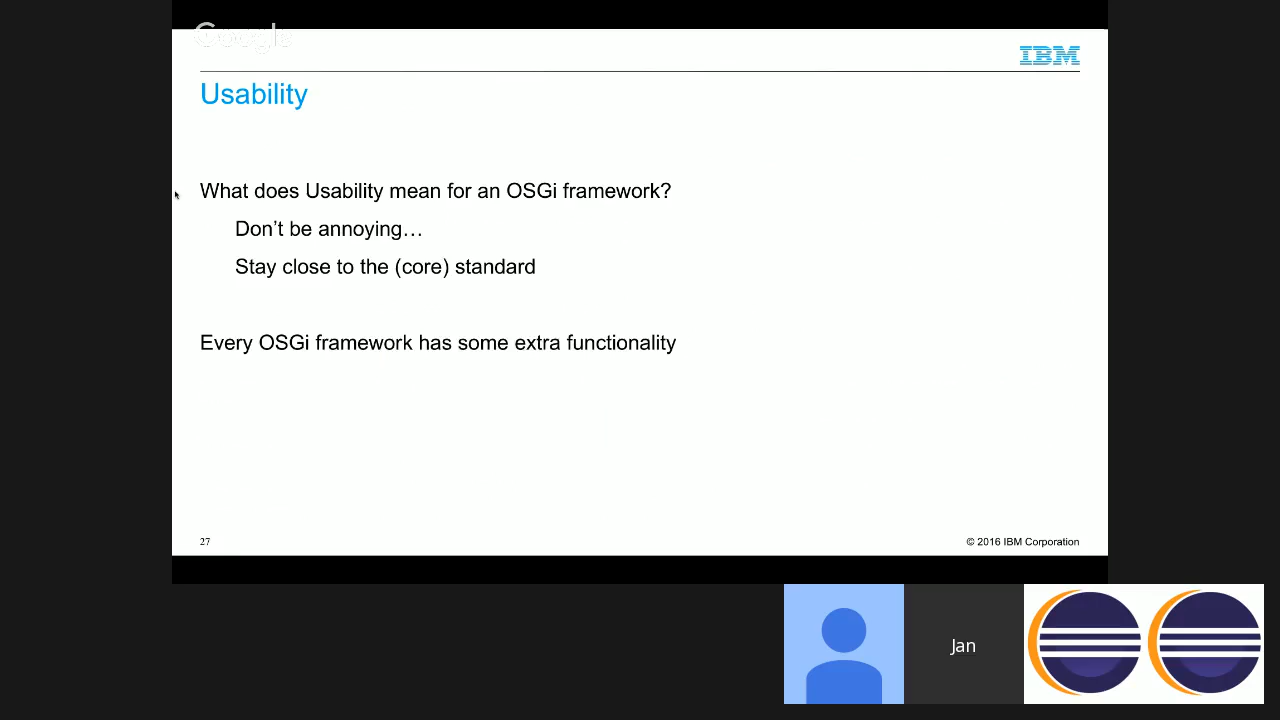 Google
IBM
Usability
What does Usability mean for an OSGi framework?
Don't be annoying…
Stay close to the (core) standard
Every OSGi framework has some extra functionality
27
© 2016 IBM Corporation
Jan